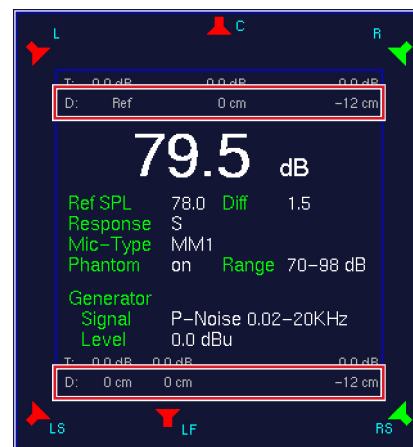 L C R
T: 0.0 dB 0.0 dB 0.0 dB
D: Ref 0 cm −12 cm
79.5 dB
Ref SPL 78.0 Diff 1.5
Response S
Mic−Type MM1
Phantom on Range 70−98 dB
Generator
Signal P−Noise 0.02−20KHz
Level 0.0 dBu
T: 0.0 dB 0.0 dB 0.0 dB
D: 0 cm 0 cm −12 cm
LS LF RS